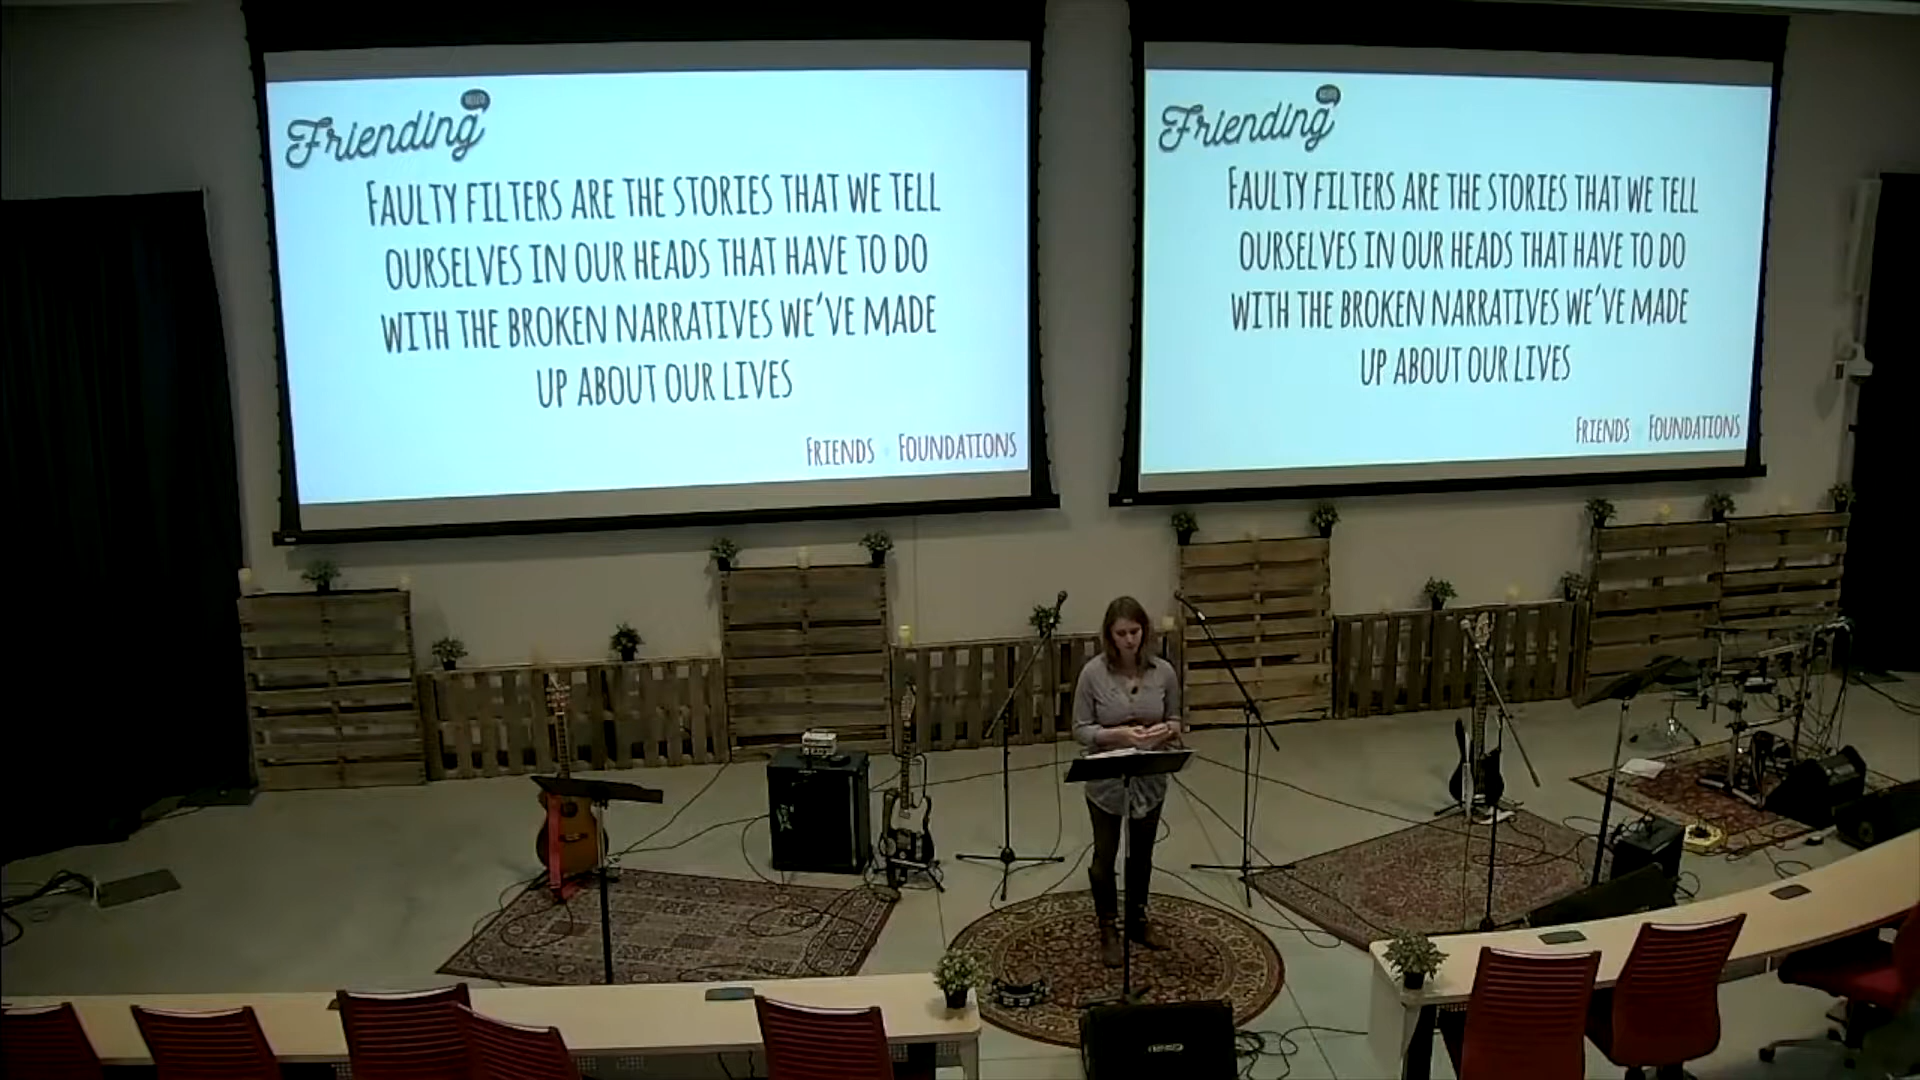 Friending
FAULTY FILTERS ARE THE STORIES THAT WE TELL
OURSELVES IN OUR HEADS THAT HAVE TO DO
WITH THE BROKEN NARRATIVES WE'VE MADE
UP ABOUT OUR LIVES
FRIENDS FOUNDATIONS
Friending
FAULTY FILTERS ARE THE STORIES THAT WE TELL
OURSELVES IN OUR HEADS THAT HAVE TO DO
WITH THE BROKEN NARRATIVES WE'VE MADE
UP ABOUT OUR LIVES
FRIENDS FOUNDATIONS